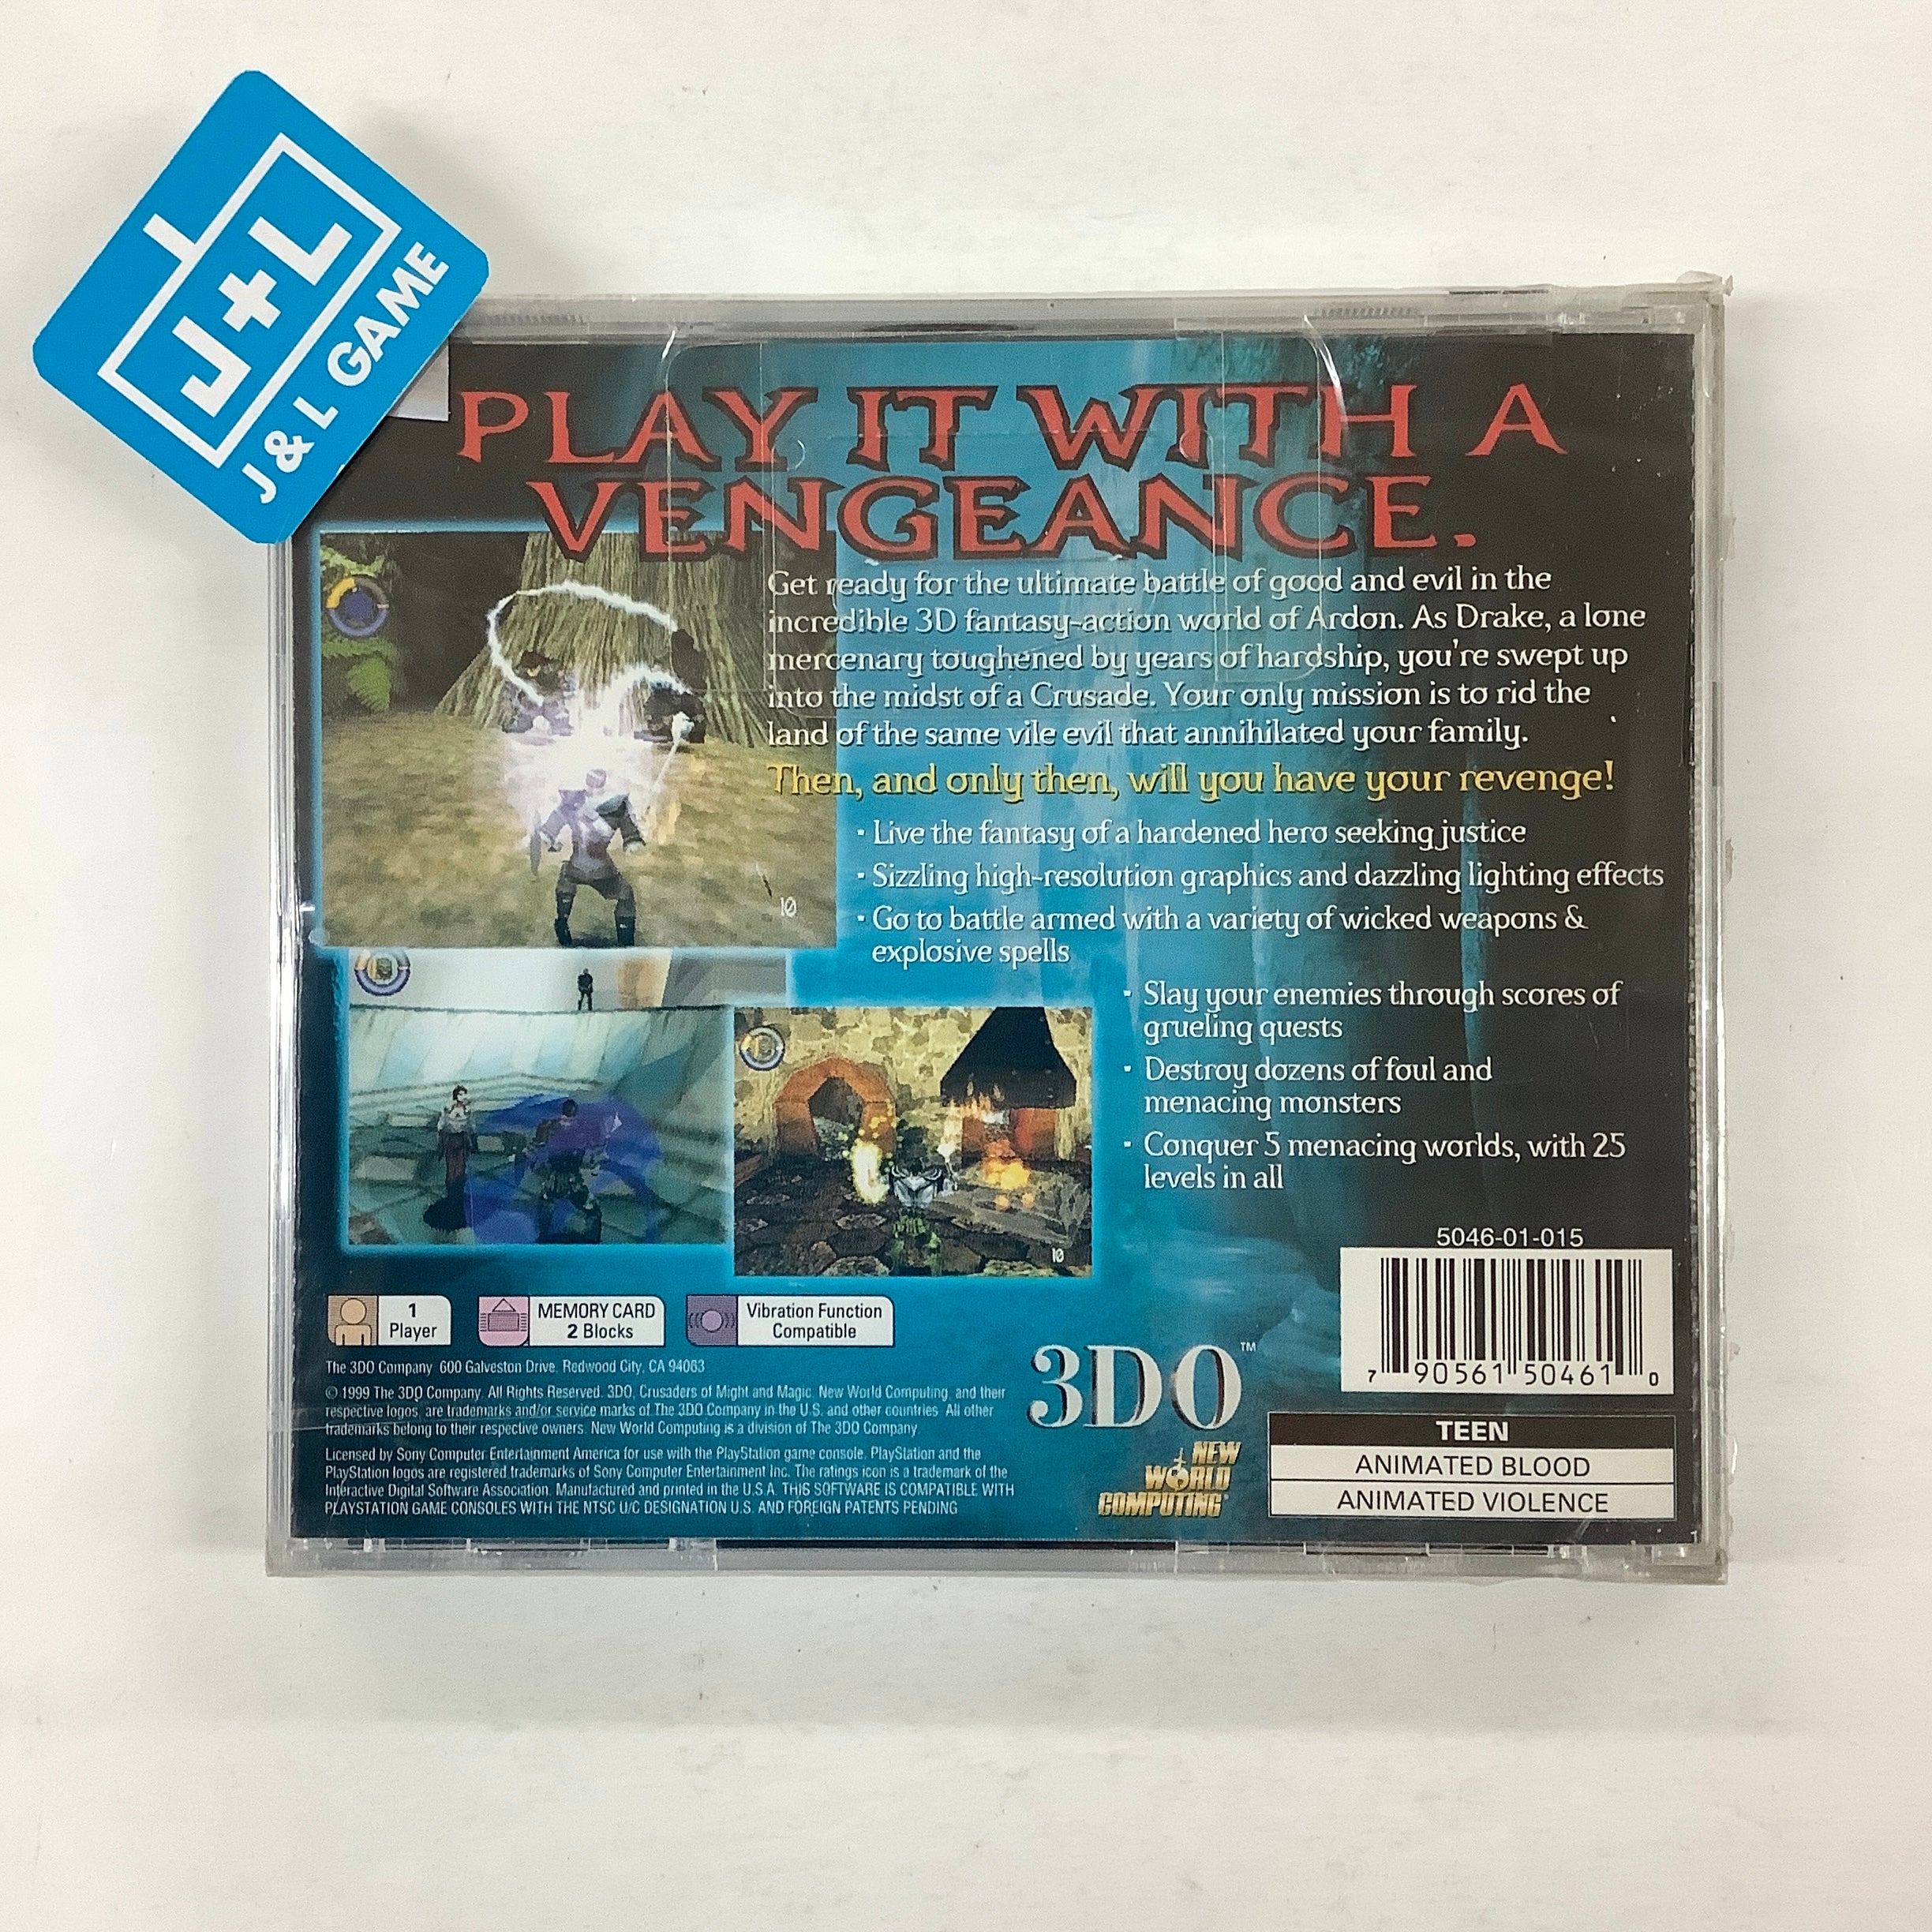 J+L
J & L GAME
PLAY IT WITH A
VENGEANCE.
Get ready for the ultimate battle of good and evil in the
incredible 3D fantasy-action world of Ardon. As Drake, a lone
mercenary toughened by years of hardship, you're swept up
into the midst of a Crusade. Your only mission is to rid the
land of the same vile evil that annihilated your family.
Then, and only then, will you have your revenge!
· Live the fantasy of a hardened hero seeking justice
· Sizzling high-resolution graphics and dazzling lighting effects
· Go to battle armed with a variety of wicked weapons &
explosive spells
· Slay your enemies through scores of
grueling quests
· Destroy dozens of foul and
menacing monsters
· Conquer 5 menacing worlds, with 25
levels in all
10
10
5046-01-015
7 90561 50461 0
1
Player
MEMORY CARD
2 Blocks
Vibration Function
Compatible
The 3DO Company 600 Galveston Drive, Redwood City, CA 94063
© 1999 The 3DO Company. All Rights Reserved. 3DO, Crusaders of Might and Magic, New World Computing, and their
respective logos, are trademarks and/or service marks of The 3DO Company in the U.S. and other countries. All other
trademarks belong to their respective owners. New World Computing is a division of The 3DO Company.
Licensed by Sony Computer Entertainment America for use with the PlayStation game console. PlayStation and the
PlayStation logos are registered trademarks of Sony Computer Entertainment Inc. The ratings icon is a trademark of the
Interactive Digital Software Association. Manufactured and printed in the U.S.A. THIS SOFTWARE IS COMPATIBLE WITH
PLAYSTATION GAME CONSOLES WITH THE NTSC U/C DESIGNATION U.S. AND FOREIGN PATENTS PENDING
3DO™
NEW
WORLD
COMPUTING
TEEN
ANIMATED BLOOD
ANIMATED VIOLENCE